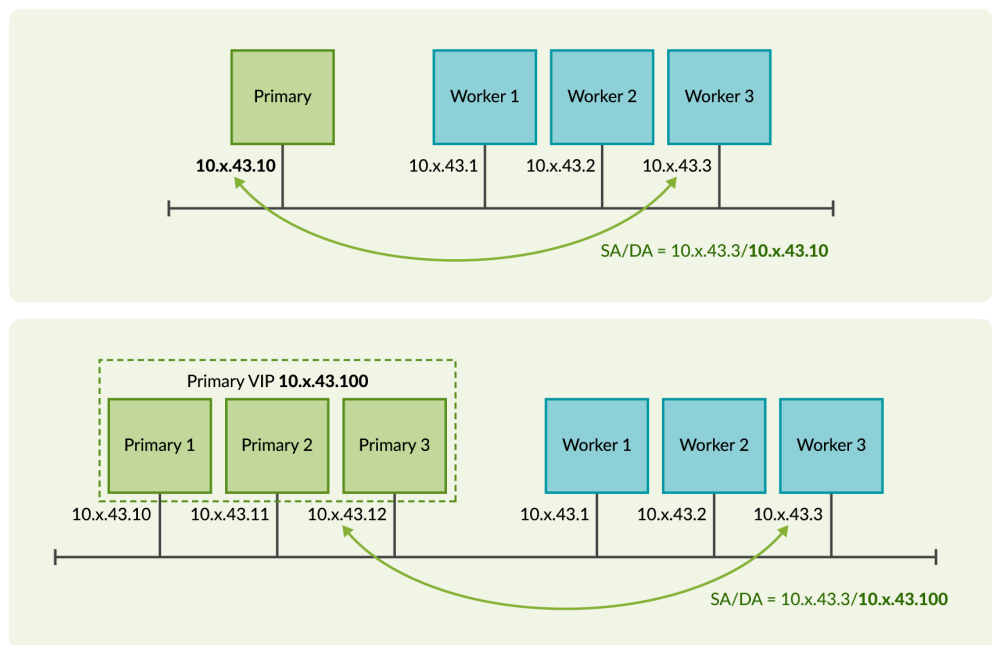 Primary
Worker 1
Worker 2
Worker 3
10.x.43.10
10.x.43.1
10.x.43.2
10.x.43.3
SA/DA = 10.x.43.3/10.x.43.10
Primary VIP 10.x.43.100
Primary 1
Primary 2
Primary 3
Worker 1
Worker 2
Worker 3
10.x.43.10
10.x.43.11
10.x.43.12
10.x.43.1
10.x.43.2
10.x.43.3
SA/DA = 10.x.43.3/10.x.43.100